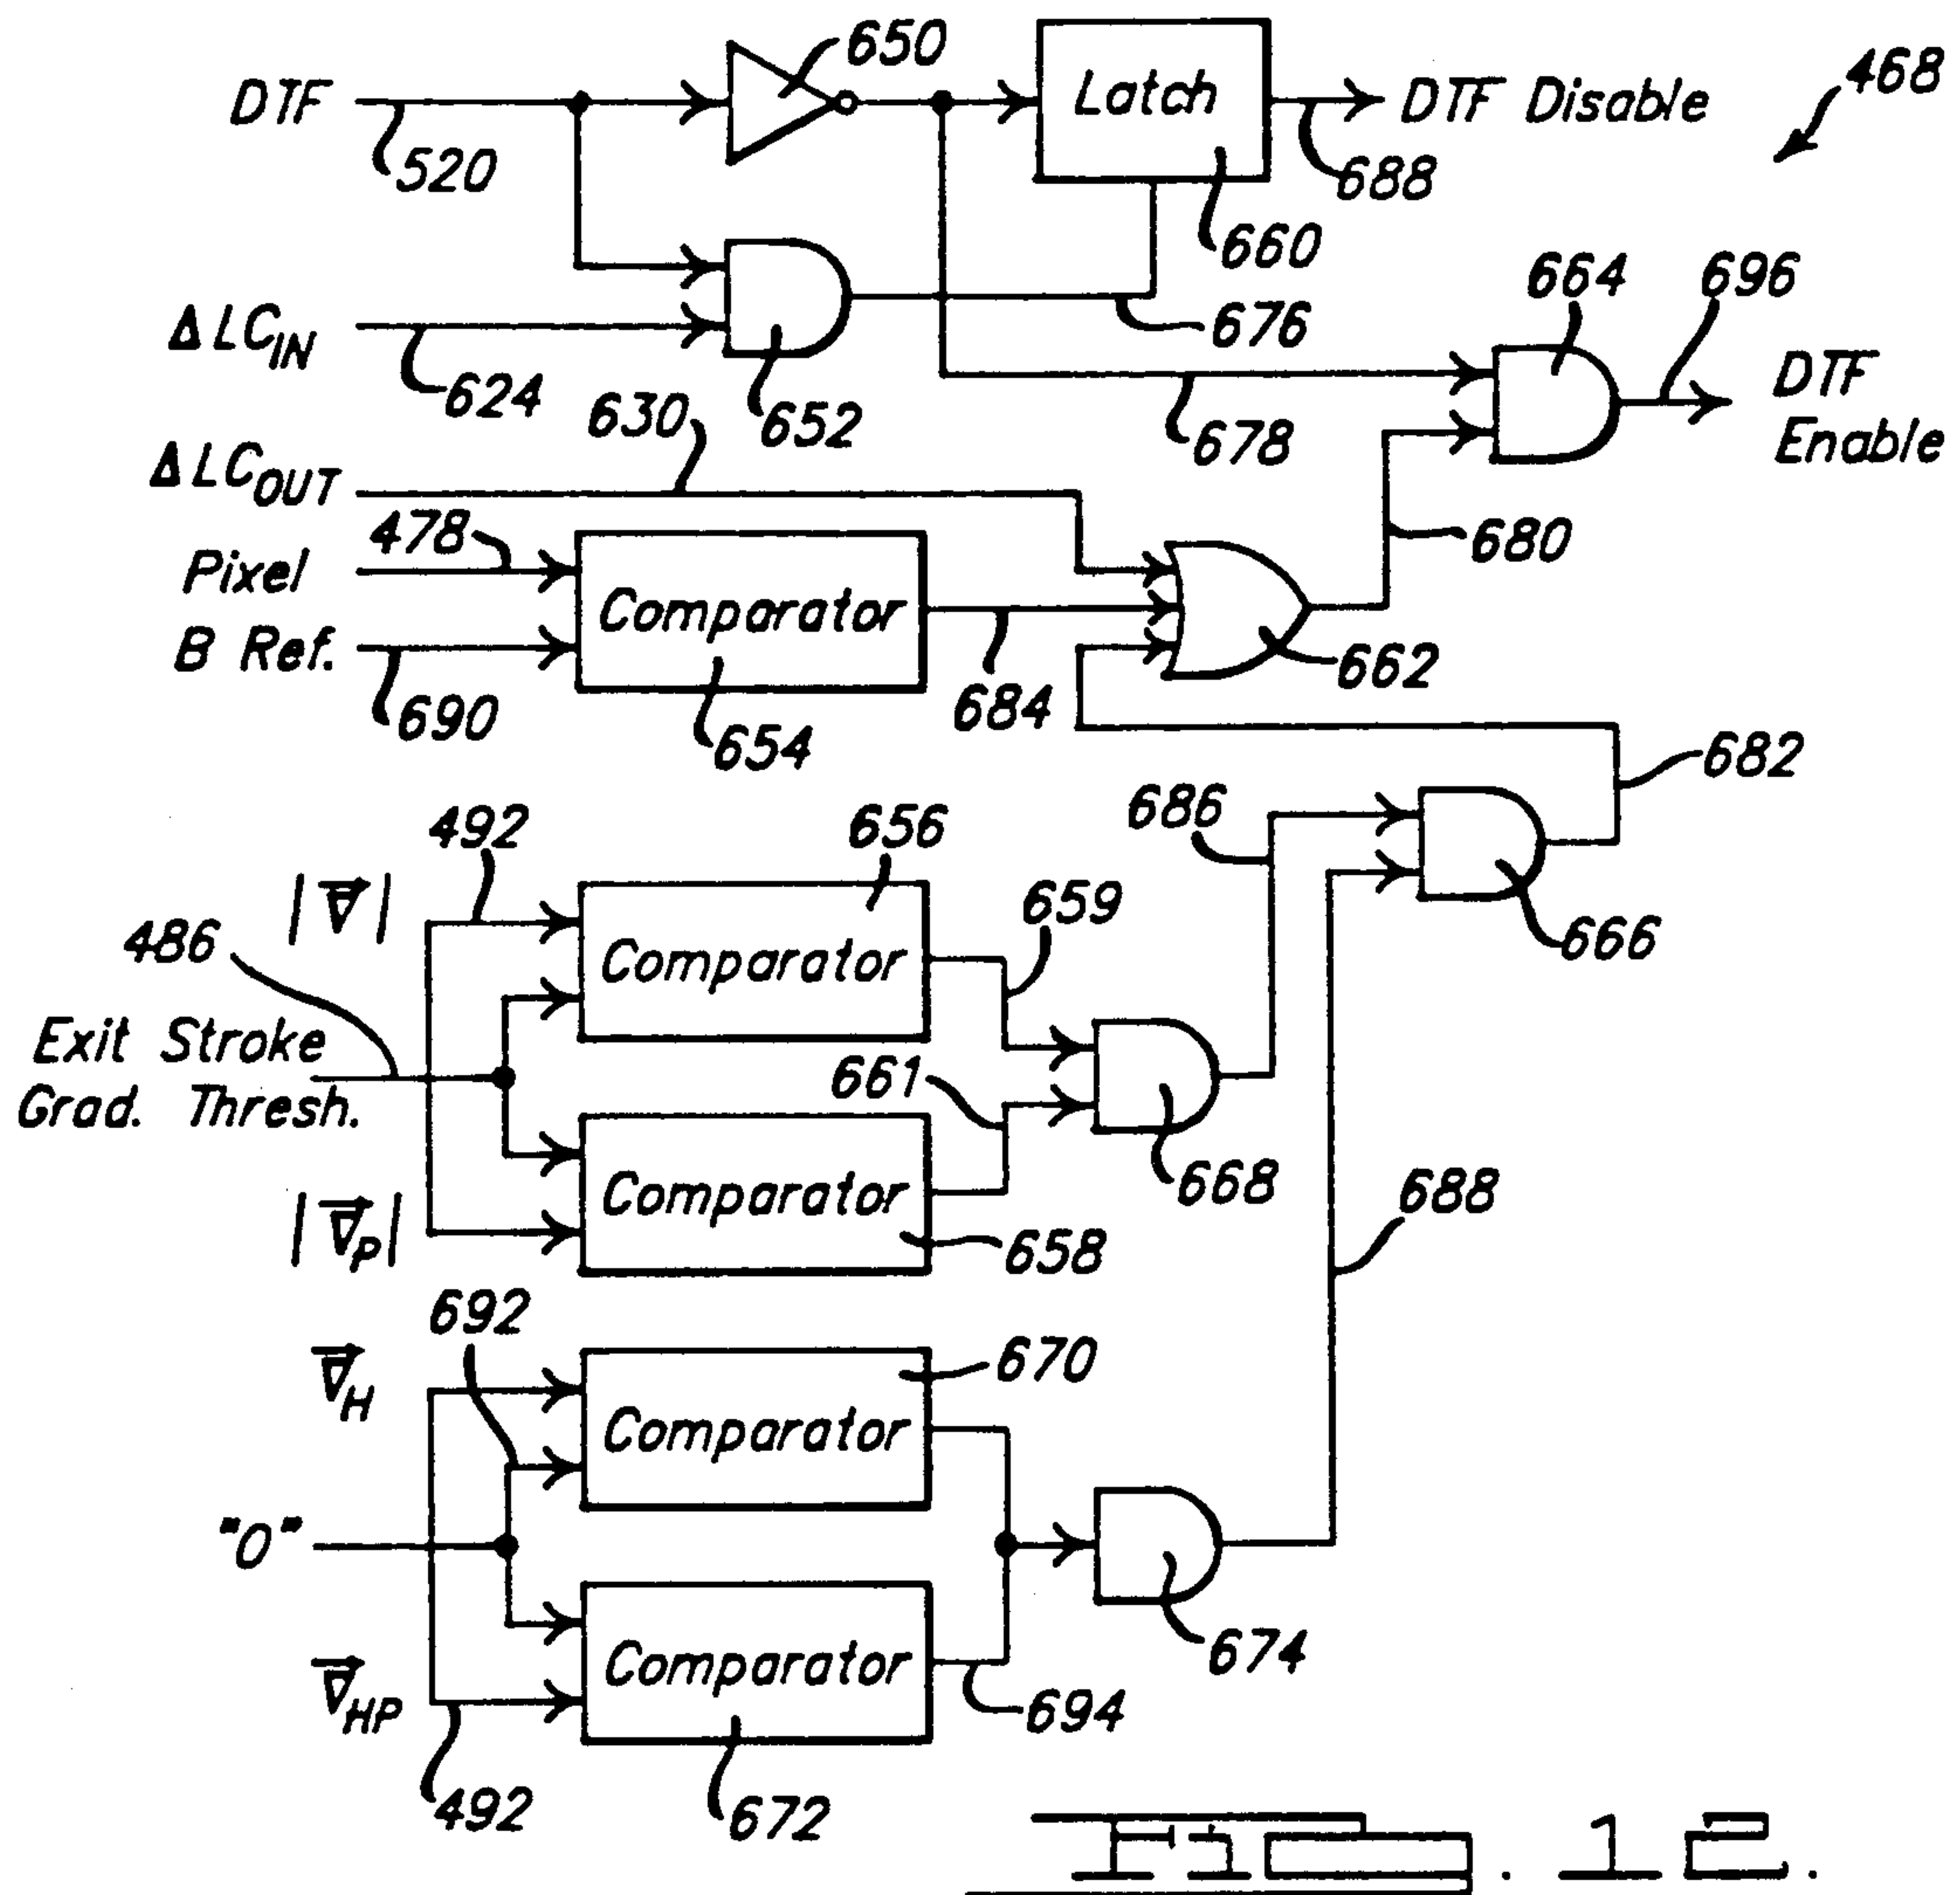 650
Latch
DTF
DTF Disable
468
520
688
660
664
696
ΔLC_IN
676
DTF
Enable
624
630
652
678
ΔLC_OUT
478
680
Pixel
Comparator
B Ref.
662
690
684
654
682
686
492
656
|∇⃗|
659
486
Comparator
666
Exit Stroke
Grad. Thresh.
661
668
688
Comparator
|∇⃗_P|
658
692
∇⃗_H
670
Comparator
"0"
674
Comparator
∇⃗_HP
694
492
672
FIG. 12.